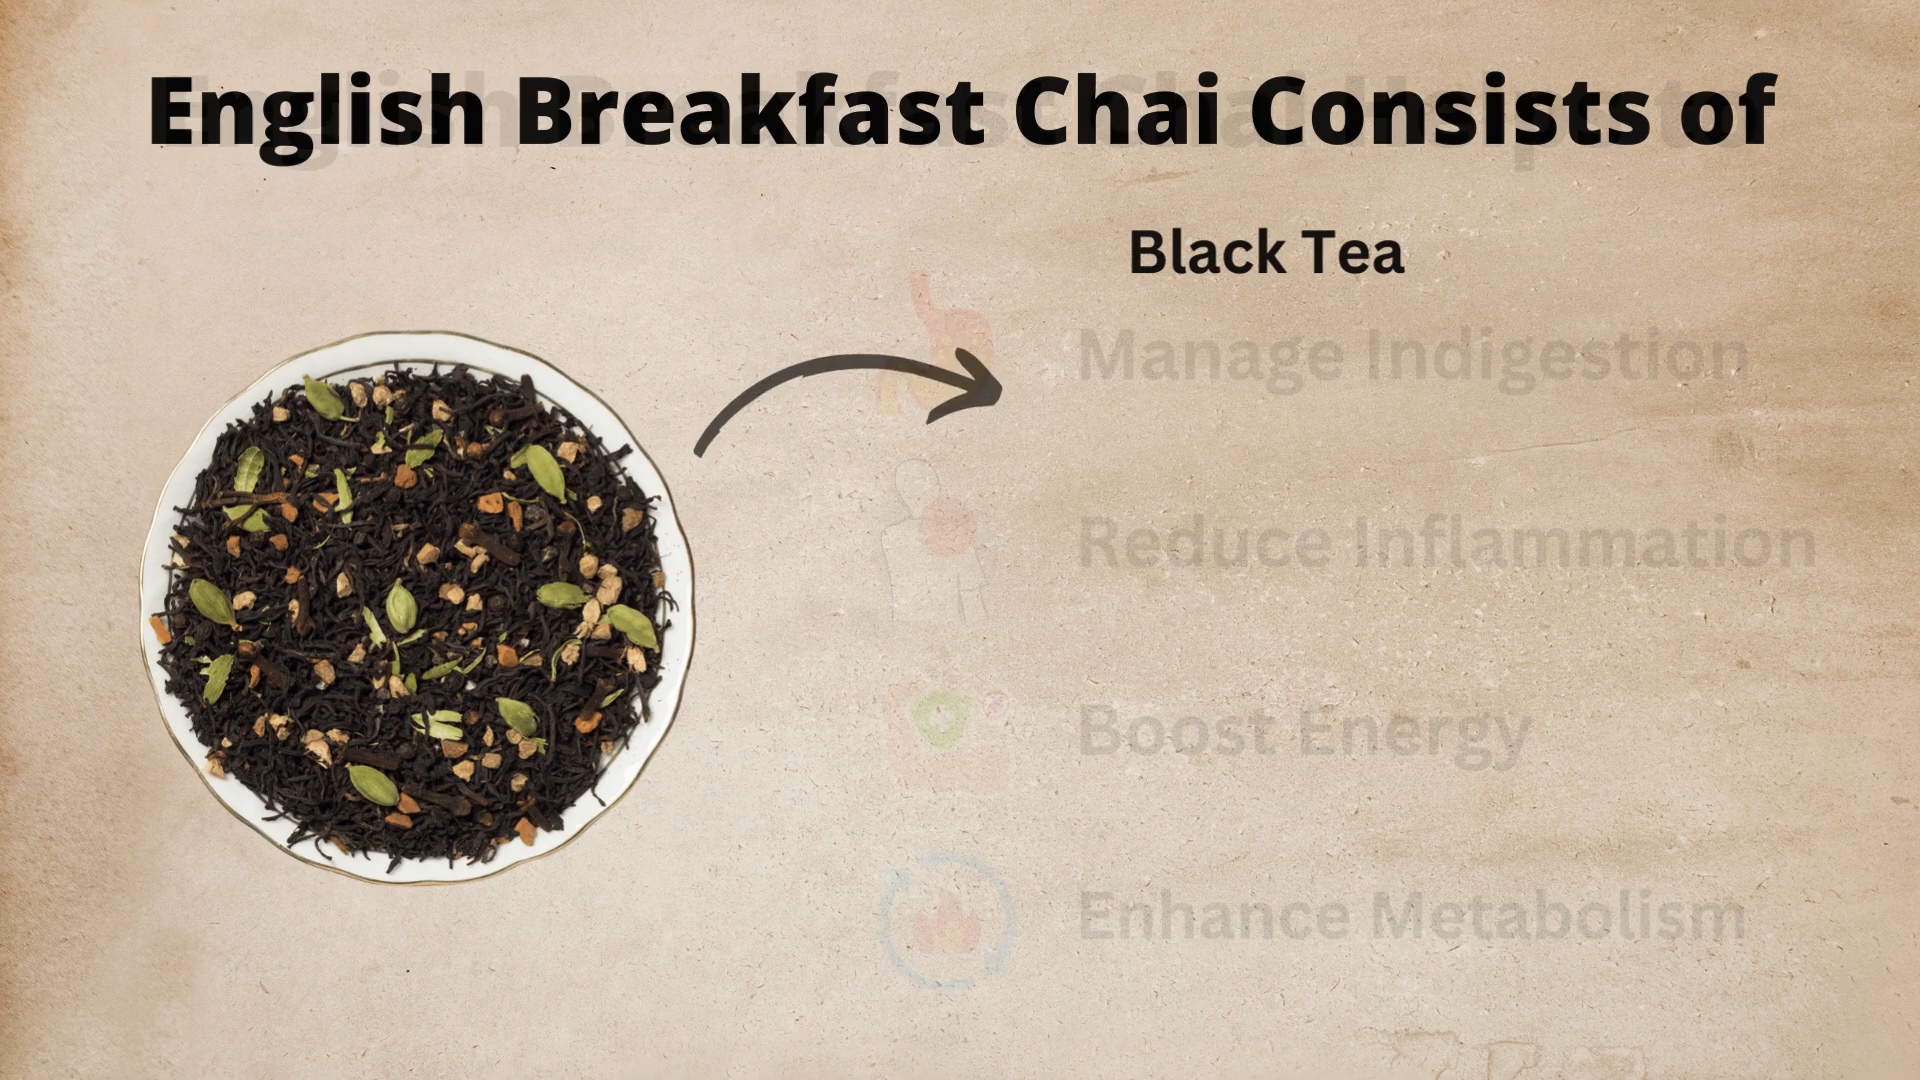 English Breakfast Chai Consists of
Black Tea
Manage Indigestion
Reduce Inflammation
Boost Energy
Enhance Metabolism